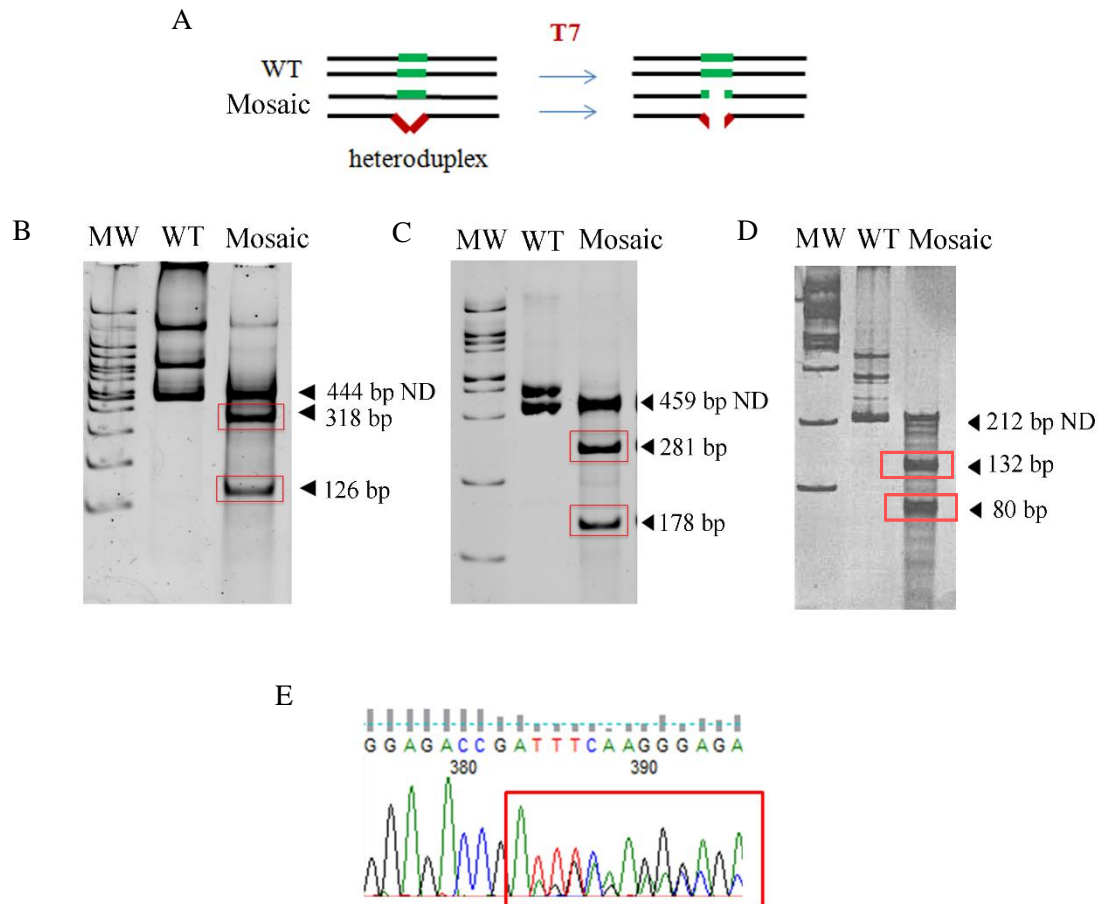 A
T7
WT
Mosaic
heteroduplex
B
MW WT Mosaic
444 bp ND
318 bp
126 bp
C
MW WT Mosaic
459 bp ND
281 bp
178 bp
D
MW WT Mosaic
212 bp ND
132 bp
80 bp
E
G G A G A C C G A T T T C A A G G G A G A
380 390